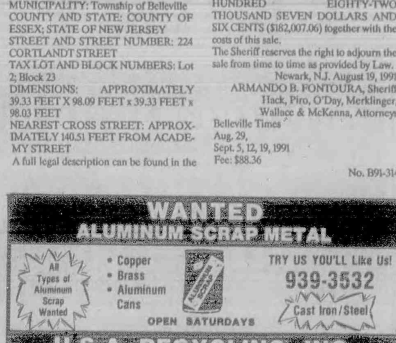 MUNICIPALITY: Township of Belleville
COUNTY AND STATE: COUNTY OF
ESSEX; STATE OF NEW JERSEY
STREET AND STREET NUMBER: 224
CORTLANDT STREET
TAX LOT AND BLOCK NUMBERS: Lot
2; Block 23
DIMENSIONS: APPROXIMATELY
39.33 FEET X 98.09 FEET x 39.33 FEET x
98.03 FEET
NEAREST CROSS STREET: APPROX-
IMATELY 140.51 FEET FROM ACADE-
MY STREET
A full legal description can be found in the
HUNDRED EIGHTY-TWO
THOUSAND SEVEN DOLLARS AND
SIX CENTS ($182,007.06) together with the
costs of this sale.
The Sheriff reserves the right to adjourn the
sale from time to time as provided by Law.
Newark, N.J. August 19, 1991
ARMANDO B. FONTOURA, Sheriff
Hack, Piro, O'Day, Merklinger,
Wallace & McKenna, Attorneys
Belleville Times
Aug. 29,
Sept. 5, 12, 19, 1991
Fee: $88.36
No. B91-314
WANTED
ALUMINUM SCRAP METAL
All
Types of
Aluminum
Scrap
Wanted
• Copper
• Brass
• Aluminum
Cans
ALUMINUM
SCRAP
OPEN SATURDAYS
TRY US YOU'LL Like Us!
939-3532
Cast Iron/Steel